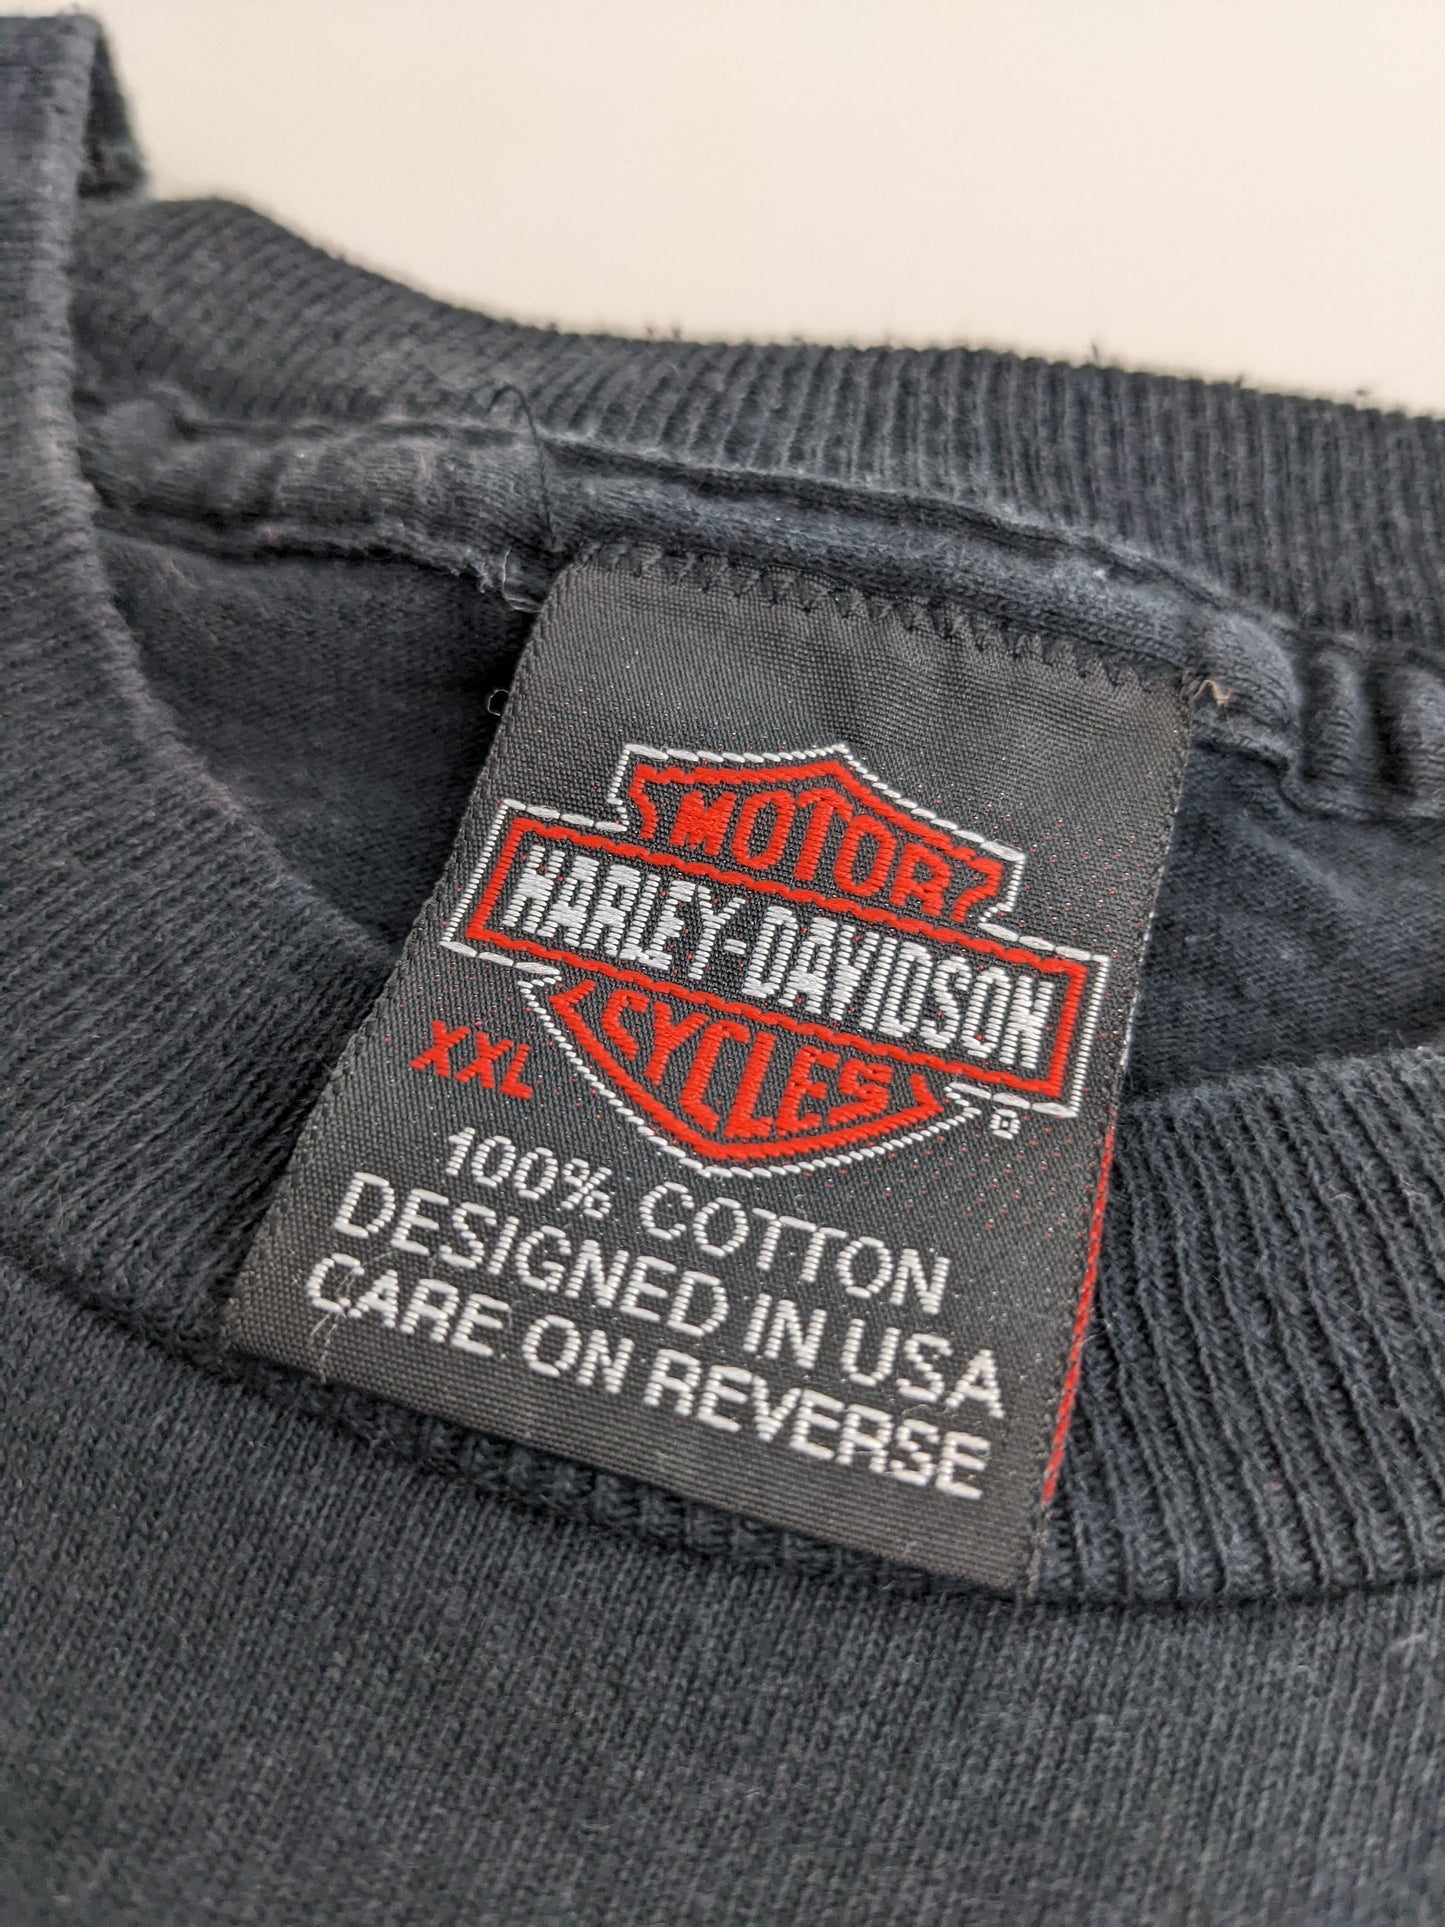 MOTOR
HARLEY-DAVIDSON
CYCLES
®
XXL
100% COTTON
DESIGNED IN USA
CARE ON REVERSE